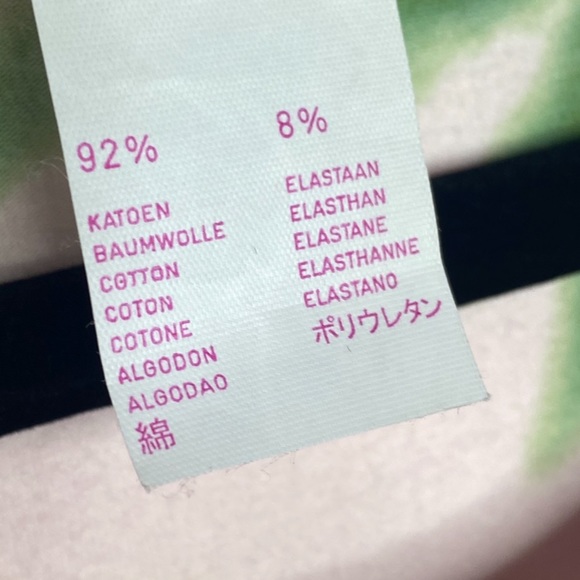 92%
KATOEN
BAUMWOLLE
COTTON
COTON
COTONE
ALGODON
ALGODAO
綿
8%
ELASTAAN
ELASTHAN
ELASTANE
ELASTHANNE
ELASTANO
ポリウレタン